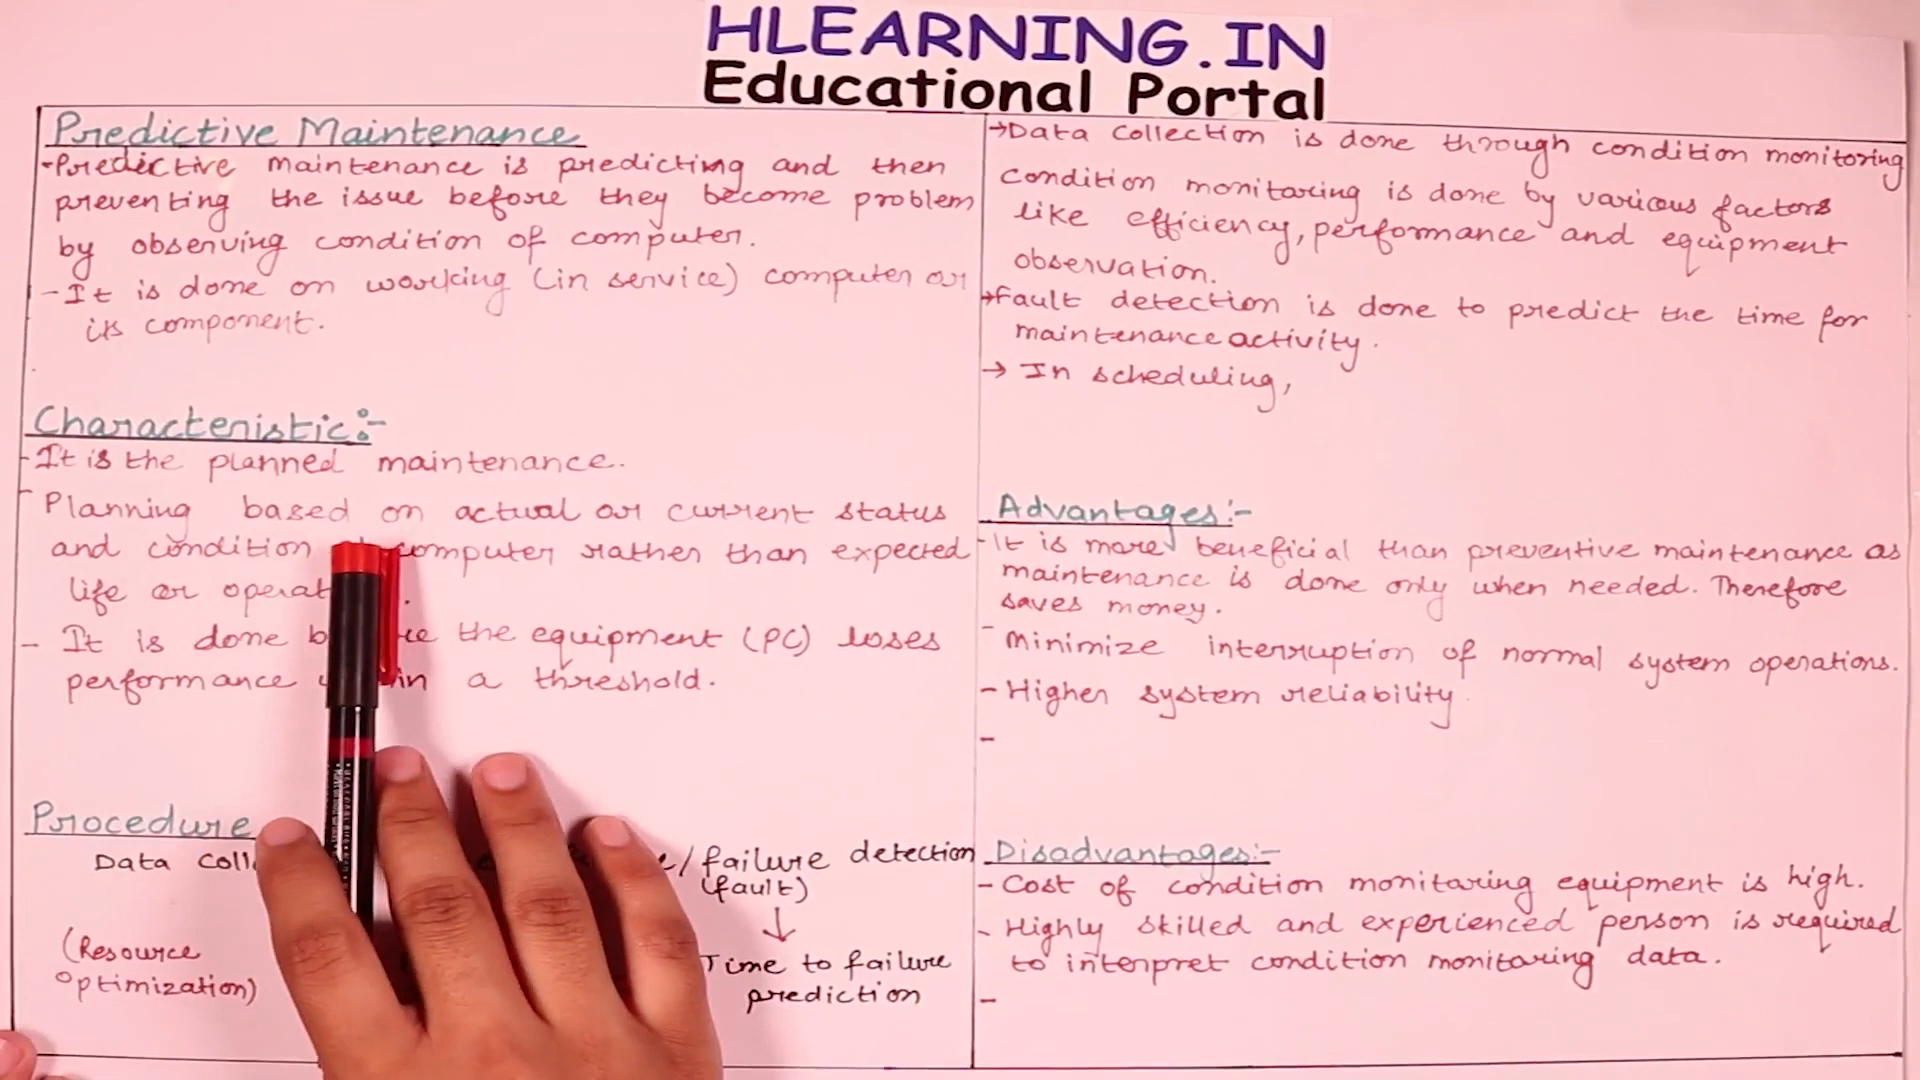 HLEARNING.IN
Educational Portal
Predictive Maintenance
-Predictive maintenance is predicting and then
preventing the issue before they become problem
by observing condition of computer.
-It is done on working (in service) computer or
its component.
Characteristic:-
-It is the planned maintenance.
- Planning based on actual or current status
and condition computer rather than expected
life or
- It is done the equipment (PC) loses
performance a threshold.
Procedure
Data
/failure detection
(fault)
↓
(Resource
Optimization)
Time to failure
prediction
→Data collection is done through condition monitoring
condition monitoring is done by various factors
like efficiency, performance and equipment
observation.
→Fault detection is done to predict the time for
maintenance activity.
→ In scheduling,
Advantages:-
-It is more beneficial than preventive maintenance as
maintenance is done only when needed. Therefore
saves money.
- Minimize interruption of normal system operations.
- Higher system reliability
-
Disadvantages:-
- Cost of condition monitoring equipment is high.
- Highly skilled and experienced person is required
to interpret condition monitoring data.
-